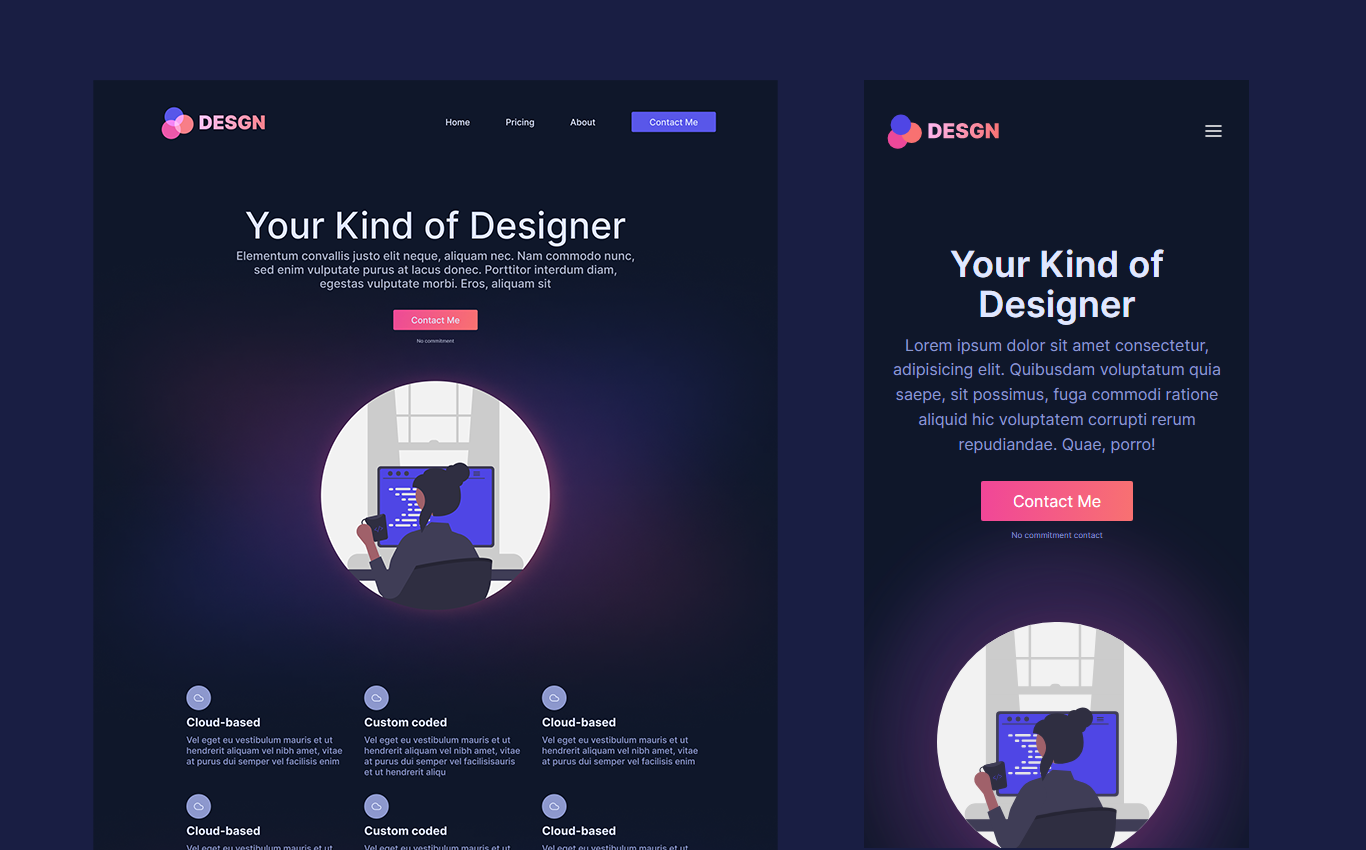 DESGN
Home
Pricing
About
Contact Me
Your Kind of Designer
Elementum convallis justo elit neque, aliquam nec. Nam commodo nunc,
sed enim vulputate purus at lacus donec. Porttitor interdum diam,
egestas vulputate morbi. Eros, aliquam sit
Contact Me
No commitment
Cloud-based
Vel eget eu vestibulum mauris et ut
hendrerit aliquam vel nibh amet, vitae
at purus dui semper vel facilisis enim
Custom coded
Vel eget eu vestibulum mauris et ut
hendrerit aliquam vel nibh amet, vitae
at purus dui semper vel facilisisauris
et ut hendrerit aliqu
Cloud-based
Vel eget eu vestibulum mauris et ut
hendrerit aliquam vel nibh amet, vitae
at purus dui semper vel facilisis enim
Cloud-based
Vel eget eu vestibulum mauris et ut
Custom coded
Vel eget eu vestibulum mauris et ut
Cloud-based
Vel eget eu vestibulum mauris et ut
DESGN
Your Kind of
Designer
Lorem ipsum dolor sit amet consectetur,
adipisicing elit. Quibusdam voluptatum quia
saepe, sit possimus, fuga commodi ratione
aliquid hic voluptatem corrupti rerum
repudiandae. Quae, porro!
Contact Me
No commitment contact